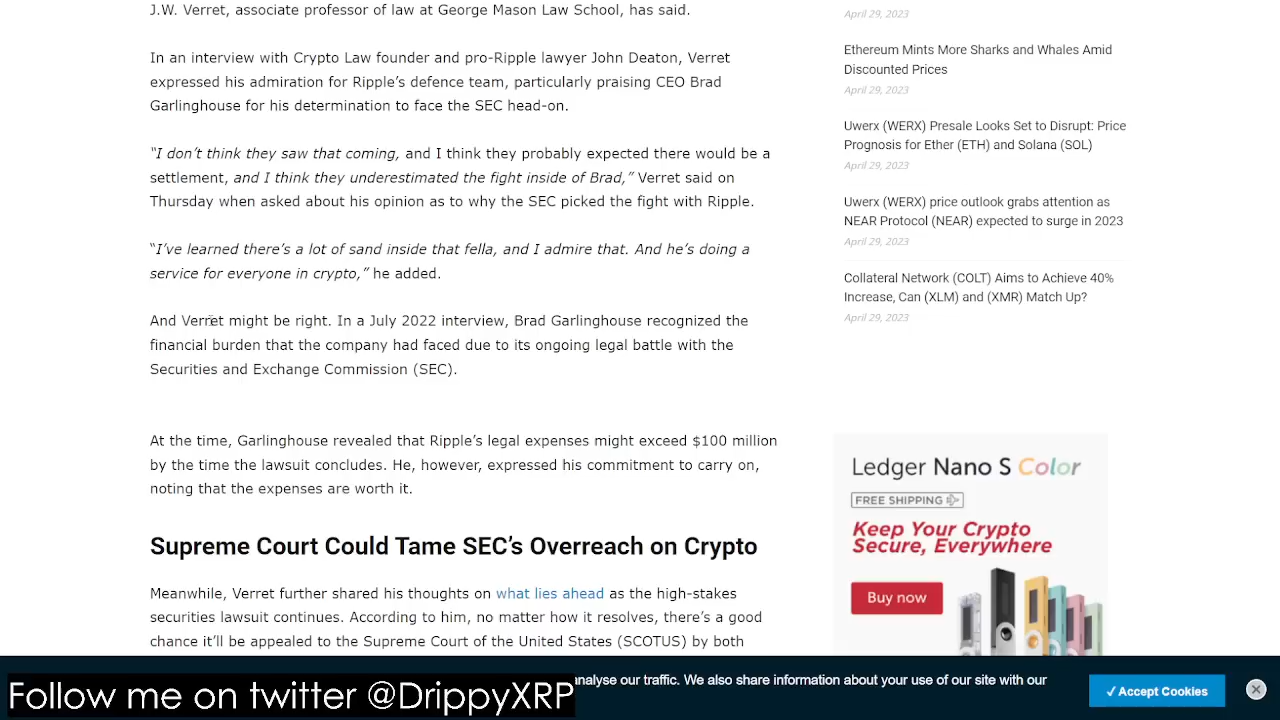 J.W. Verret, associate professor of law at George Mason Law School, has said.
In an interview with Crypto Law founder and pro-Ripple lawyer John Deaton, Verret
expressed his admiration for Ripple’s defence team, particularly praising CEO Brad
Garlinghouse for his determination to face the SEC head-on.
“I don’t think they saw that coming, and I think they probably expected there would be a
settlement, and I think they underestimated the fight inside of Brad,” Verret said on
Thursday when asked about his opinion as to why the SEC picked the fight with Ripple.
“I’ve learned there’s a lot of sand inside that fella, and I admire that. And he’s doing a
service for everyone in crypto,” he added.
And Verret might be right. In a July 2022 interview, Brad Garlinghouse recognized the
financial burden that the company had faced due to its ongoing legal battle with the
Securities and Exchange Commission (SEC).
At the time, Garlinghouse revealed that Ripple’s legal expenses might exceed $100 million
by the time the lawsuit concludes. He, however, expressed his commitment to carry on,
noting that the expenses are worth it.
Supreme Court Could Tame SEC’s Overreach on Crypto
Meanwhile, Verret further shared his thoughts on what lies ahead as the high-stakes
securities lawsuit continues. According to him, no matter how it resolves, there’s a good
chance it’ll be appealed to the Supreme Court of the United States (SCOTUS) by both
April 29, 2023
Ethereum Mints More Sharks and Whales Amid
Discounted Prices
April 29, 2023
Uwerx (WERX) Presale Looks Set to Disrupt: Price
Prognosis for Ether (ETH) and Solana (SOL)
April 29, 2023
Uwerx (WERX) price outlook grabs attention as
NEAR Protocol (NEAR) expected to surge in 2023
April 29, 2023
Collateral Network (COLT) Aims to Achieve 40%
Increase, Can (XLM) and (XMR) Match Up?
April 29, 2023
Ledger Nano S Color
FREE SHIPPING
Keep Your Crypto
Secure, Everywhere
Buy now
analyse our traffic. We also share information about your use of our site with our
✓ Accept Cookies
Follow me on twitter @DrippyXRP